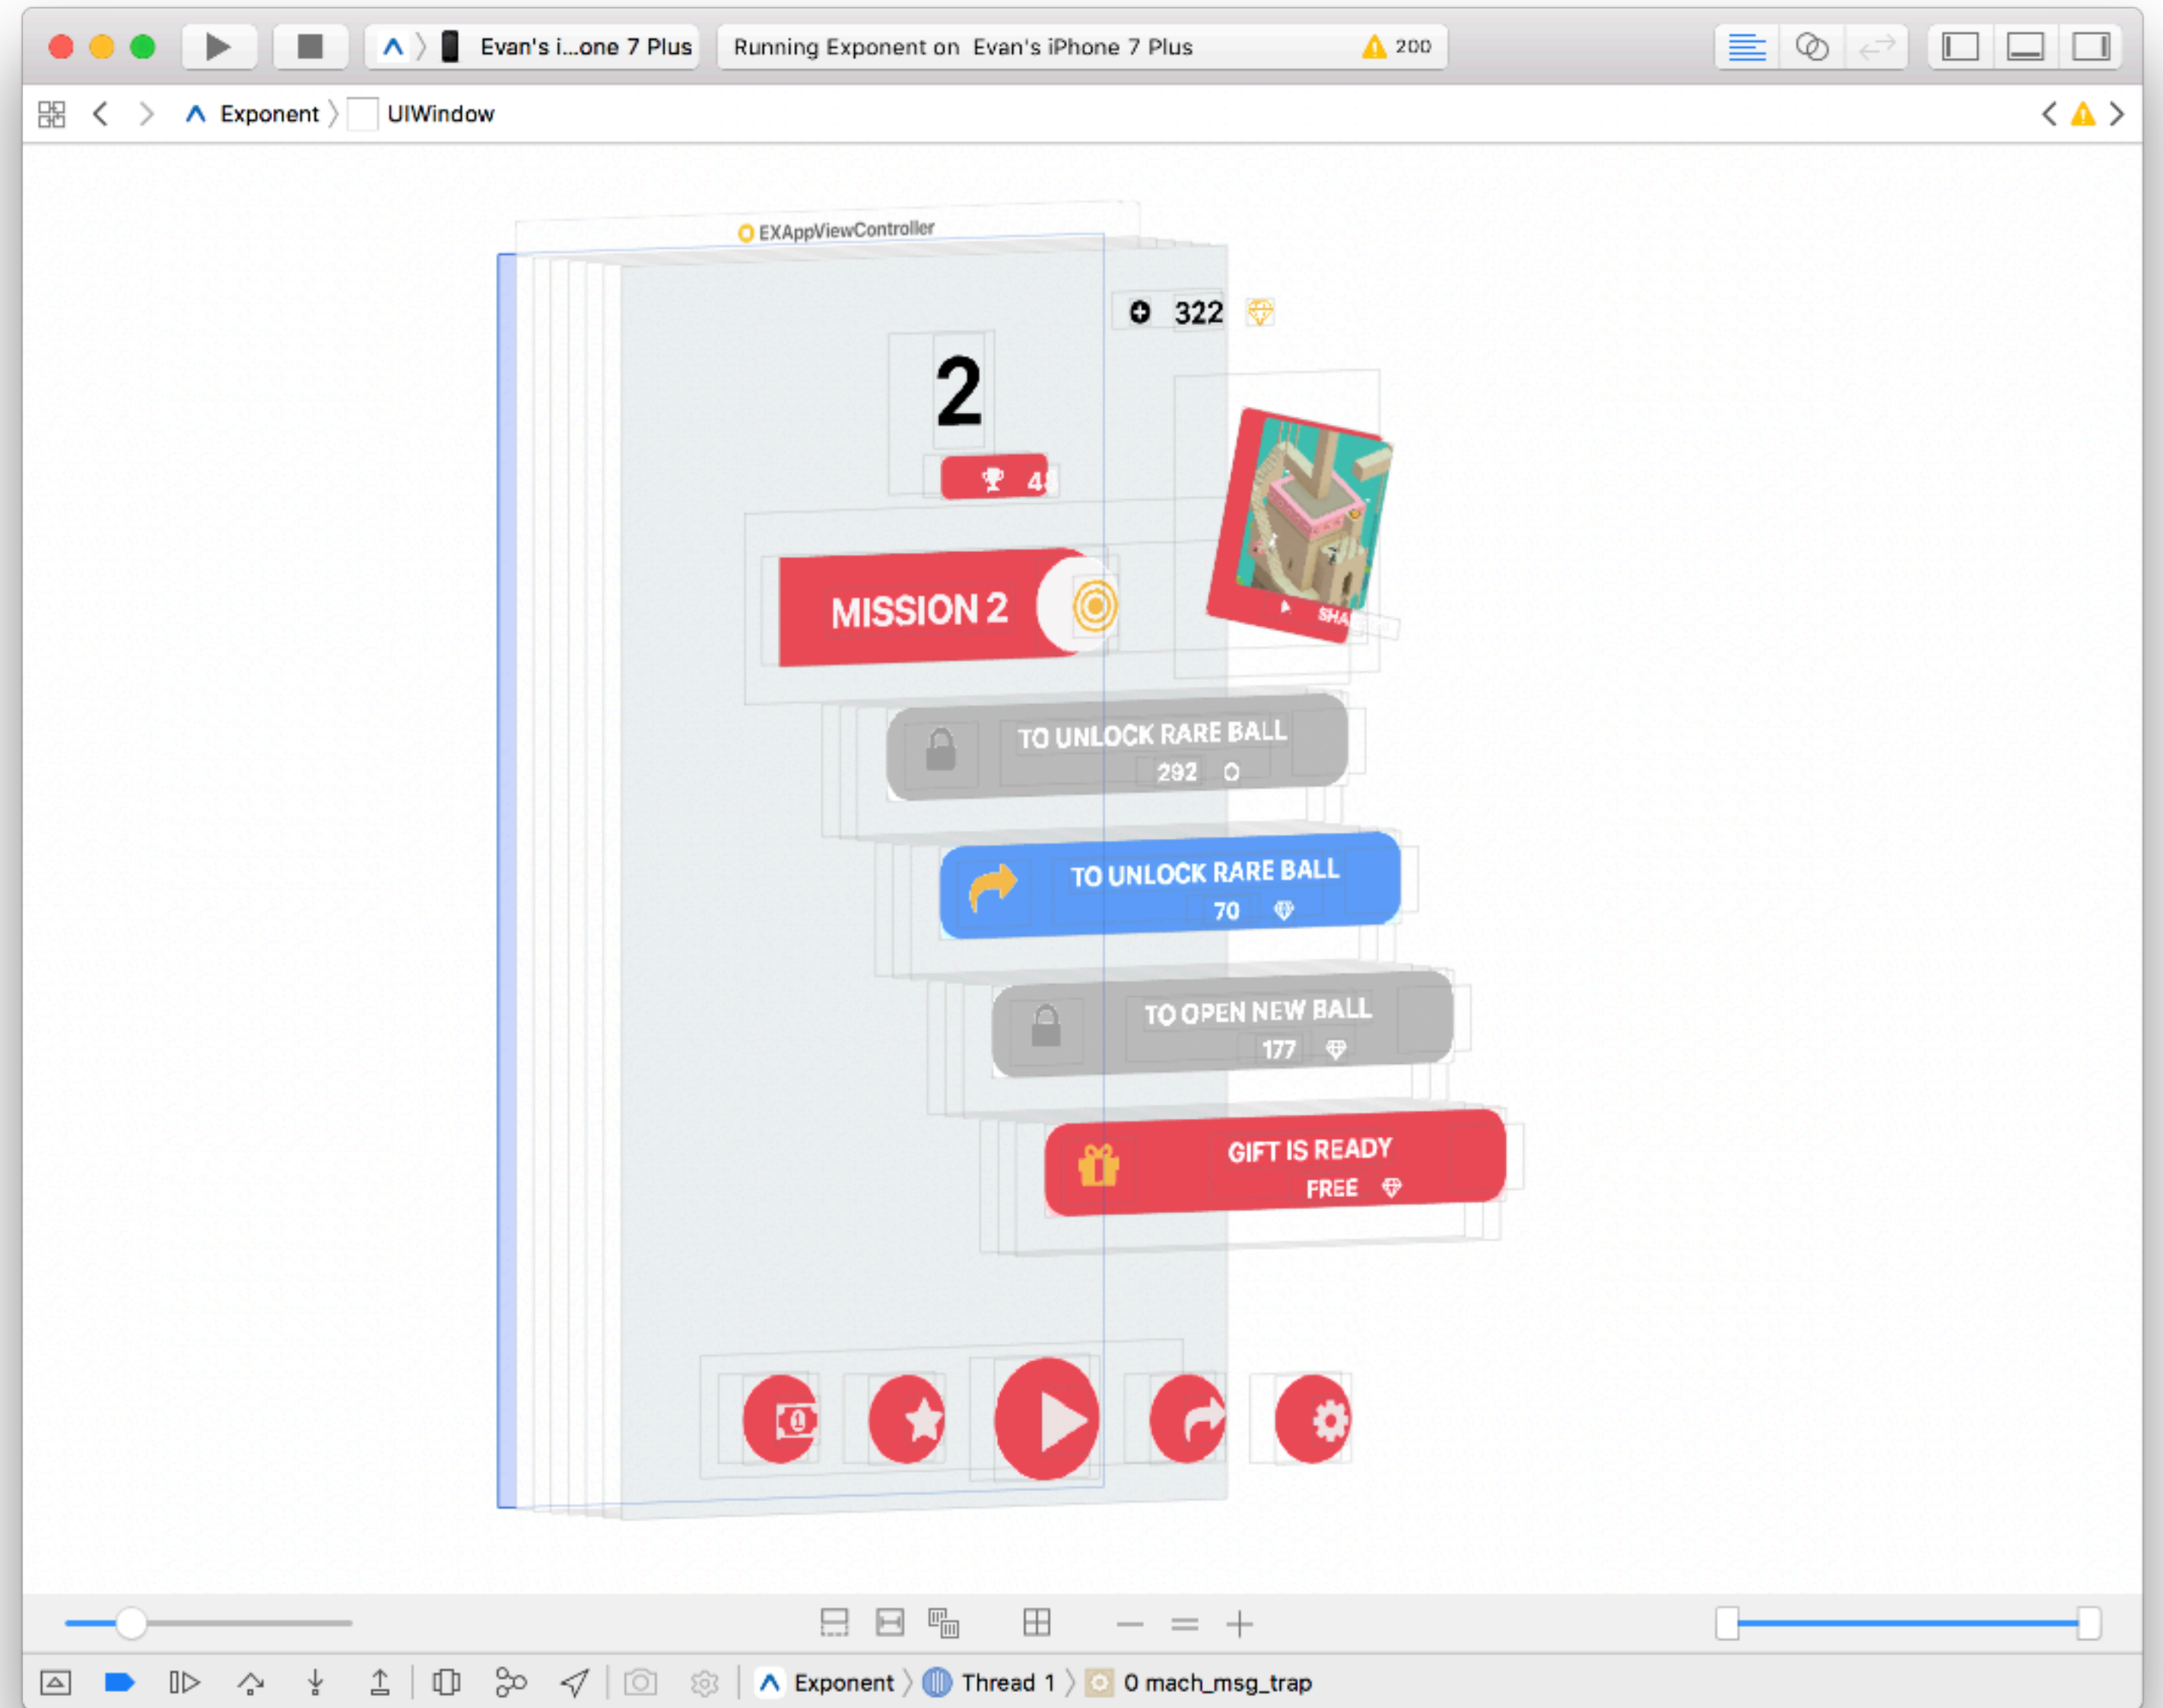 Evan's i...one 7 Plus
Running Exponent on Evan's iPhone 7 Plus
200
Exponent
UIWindow
EXAppViewController
322
2
MISSION 2
TO UNLOCK RARE BALL
292
TO UNLOCK RARE BALL
70
TO OPEN NEW BALL
177
GIFT IS READY
FREE
1
Exponent
Thread 1
0 mach_msg_trap